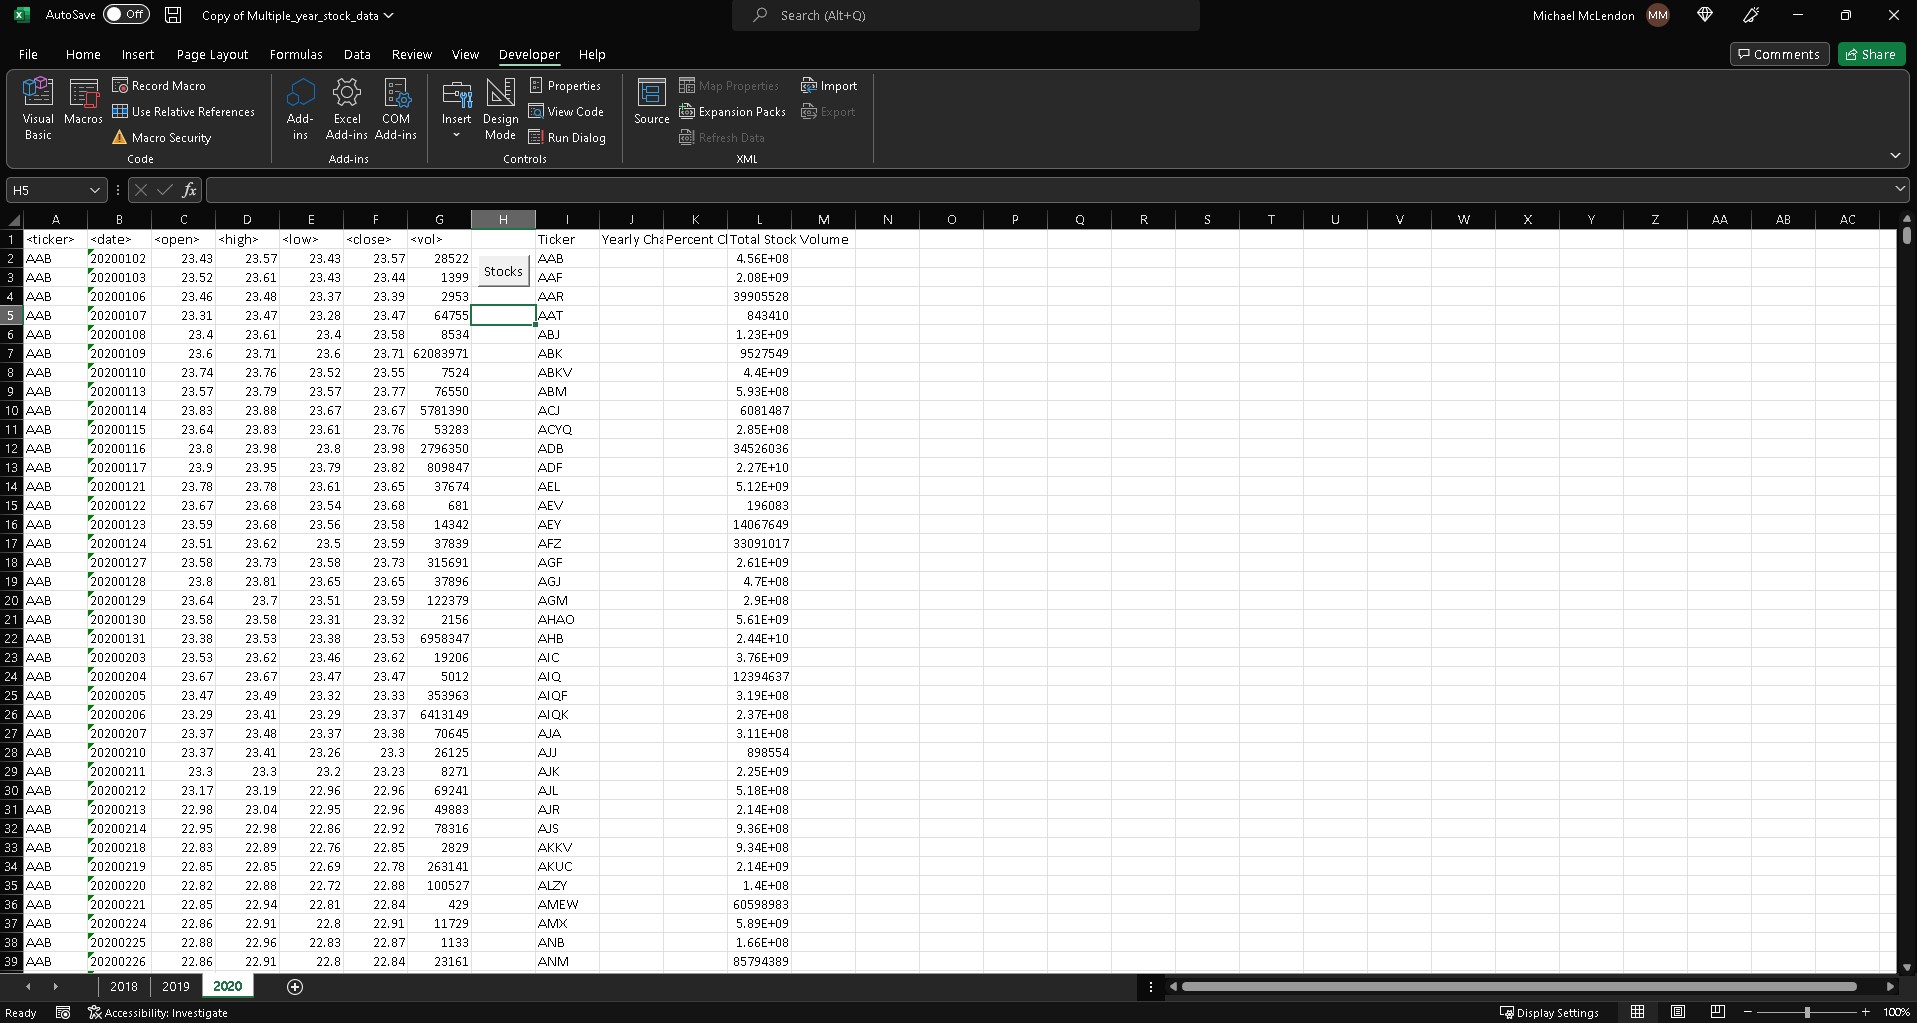 AutoSave Off Copy of Multiple_year_stock_data Search (Alt+Q) Michael McLendon MM
File Home Insert Page Layout Formulas Data Review View Developer Help Comments Share
Visual Basic
Macros
Record Macro
Use Relative References
Macro Security
Code
Add-ins
Excel Add-ins
COM Add-ins
Add-ins
Insert
Design Mode
Properties
View Code
Run Dialog
Controls
Source
Map Properties
Expansion Packs
Refresh Data
Import
Export
XML
H5 fx
A B C D E F G H I J K L M N O P Q R S T U V W X Y Z AA AB AC
1 <ticker> <date> <open> <high> <low> <close> <vol> Ticker Yearly Cha Percent Cl Total Stock Volume
2 AAB 20200102 23.43 23.57 23.43 23.57 28522 AAB 4.56E+08
Stocks
3 AAB 20200103 23.52 23.61 23.43 23.44 1399 AAF 2.08E+09
4 AAB 20200106 23.46 23.48 23.37 23.39 2953 AAR 39905528
5 AAB 20200107 23.31 23.47 23.28 23.47 64755 AAT 843410
6 AAB 20200108 23.4 23.61 23.4 23.58 8534 ABJ 1.23E+09
7 AAB 20200109 23.6 23.71 23.6 23.71 62083971 ABK 9527549
8 AAB 20200110 23.74 23.76 23.52 23.55 7524 ABKV 4.4E+09
9 AAB 20200113 23.57 23.79 23.57 23.77 76550 ABM 5.93E+08
10 AAB 20200114 23.83 23.88 23.67 23.67 5781390 ACJ 6081487
11 AAB 20200115 23.64 23.83 23.61 23.76 53283 ACYQ 2.85E+08
12 AAB 20200116 23.8 23.98 23.8 23.98 2796350 ADB 34526036
13 AAB 20200117 23.9 23.95 23.79 23.82 809847 ADF 2.27E+10
14 AAB 20200121 23.78 23.78 23.61 23.65 37674 AEL 5.12E+09
15 AAB 20200122 23.67 23.68 23.54 23.68 681 AEV 196083
16 AAB 20200123 23.59 23.68 23.56 23.58 14342 AEY 14067649
17 AAB 20200124 23.51 23.62 23.5 23.59 37839 AFZ 33091017
18 AAB 20200127 23.58 23.73 23.58 23.73 315691 AGF 2.61E+09
19 AAB 20200128 23.8 23.81 23.65 23.65 37896 AGJ 4.7E+08
20 AAB 20200129 23.64 23.7 23.51 23.59 122379 AGM 2.9E+08
21 AAB 20200130 23.58 23.58 23.31 23.32 2156 AHAO 5.61E+09
22 AAB 20200131 23.38 23.53 23.38 23.53 6958347 AHB 2.44E+10
23 AAB 20200203 23.53 23.62 23.46 23.62 19206 AIC 3.76E+09
24 AAB 20200204 23.67 23.67 23.47 23.47 5012 AIQ 12394637
25 AAB 20200205 23.47 23.49 23.32 23.33 353963 AIQF 3.19E+08
26 AAB 20200206 23.29 23.41 23.29 23.37 6413149 AIQK 2.37E+08
27 AAB 20200207 23.37 23.48 23.37 23.38 70645 AJA 3.11E+08
28 AAB 20200210 23.37 23.41 23.26 23.3 26125 AJJ 898554
29 AAB 20200211 23.3 23.3 23.2 23.23 8271 AJK 2.25E+09
30 AAB 20200212 23.17 23.19 22.96 22.96 69241 AJL 5.18E+08
31 AAB 20200213 22.98 23.04 22.95 22.96 49883 AJR 2.14E+08
32 AAB 20200214 22.95 22.98 22.86 22.92 78316 AJS 9.36E+08
33 AAB 20200218 22.83 22.89 22.76 22.85 2829 AKKV 9.34E+08
34 AAB 20200219 22.85 22.85 22.69 22.78 263141 AKUC 2.14E+09
35 AAB 20200220 22.82 22.88 22.72 22.88 100527 ALZY 1.4E+08
36 AAB 20200221 22.85 22.94 22.81 22.84 429 AMEW 60598983
37 AAB 20200224 22.86 22.91 22.8 22.91 11729 AMX 5.89E+09
38 AAB 20200225 22.88 22.96 22.83 22.87 1133 ANB 1.66E+08
39 AAB 20200226 22.86 22.91 22.8 22.84 23161 ANM 85794389
2018 2019 2020
Ready Accessibility: Investigate Display Settings 100%